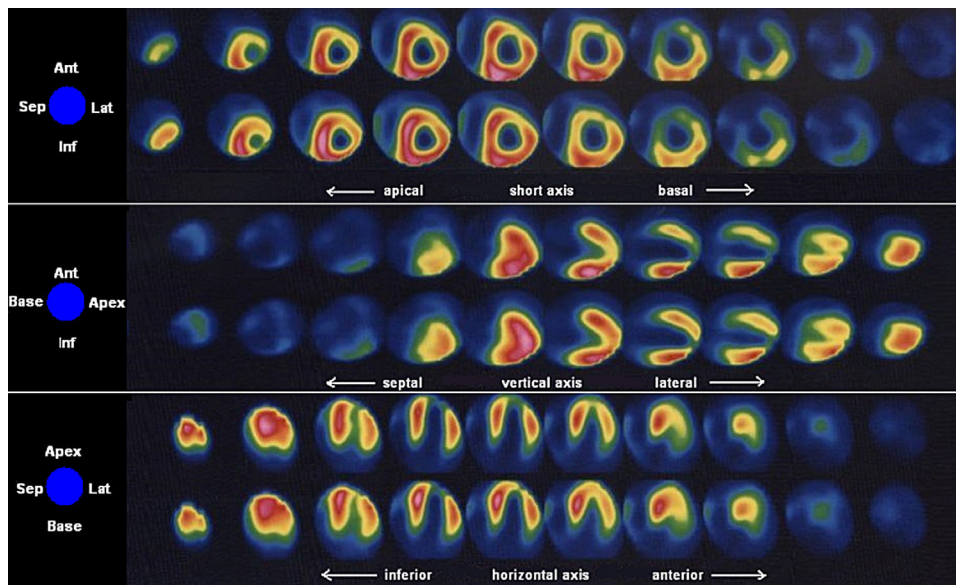 Ant
Sep Lat
Inf
apical short axis basal
Ant
Base Apex
Inf
septal vertical axis lateral
Apex
Sep Lat
Base
inferior horizontal axis anterior